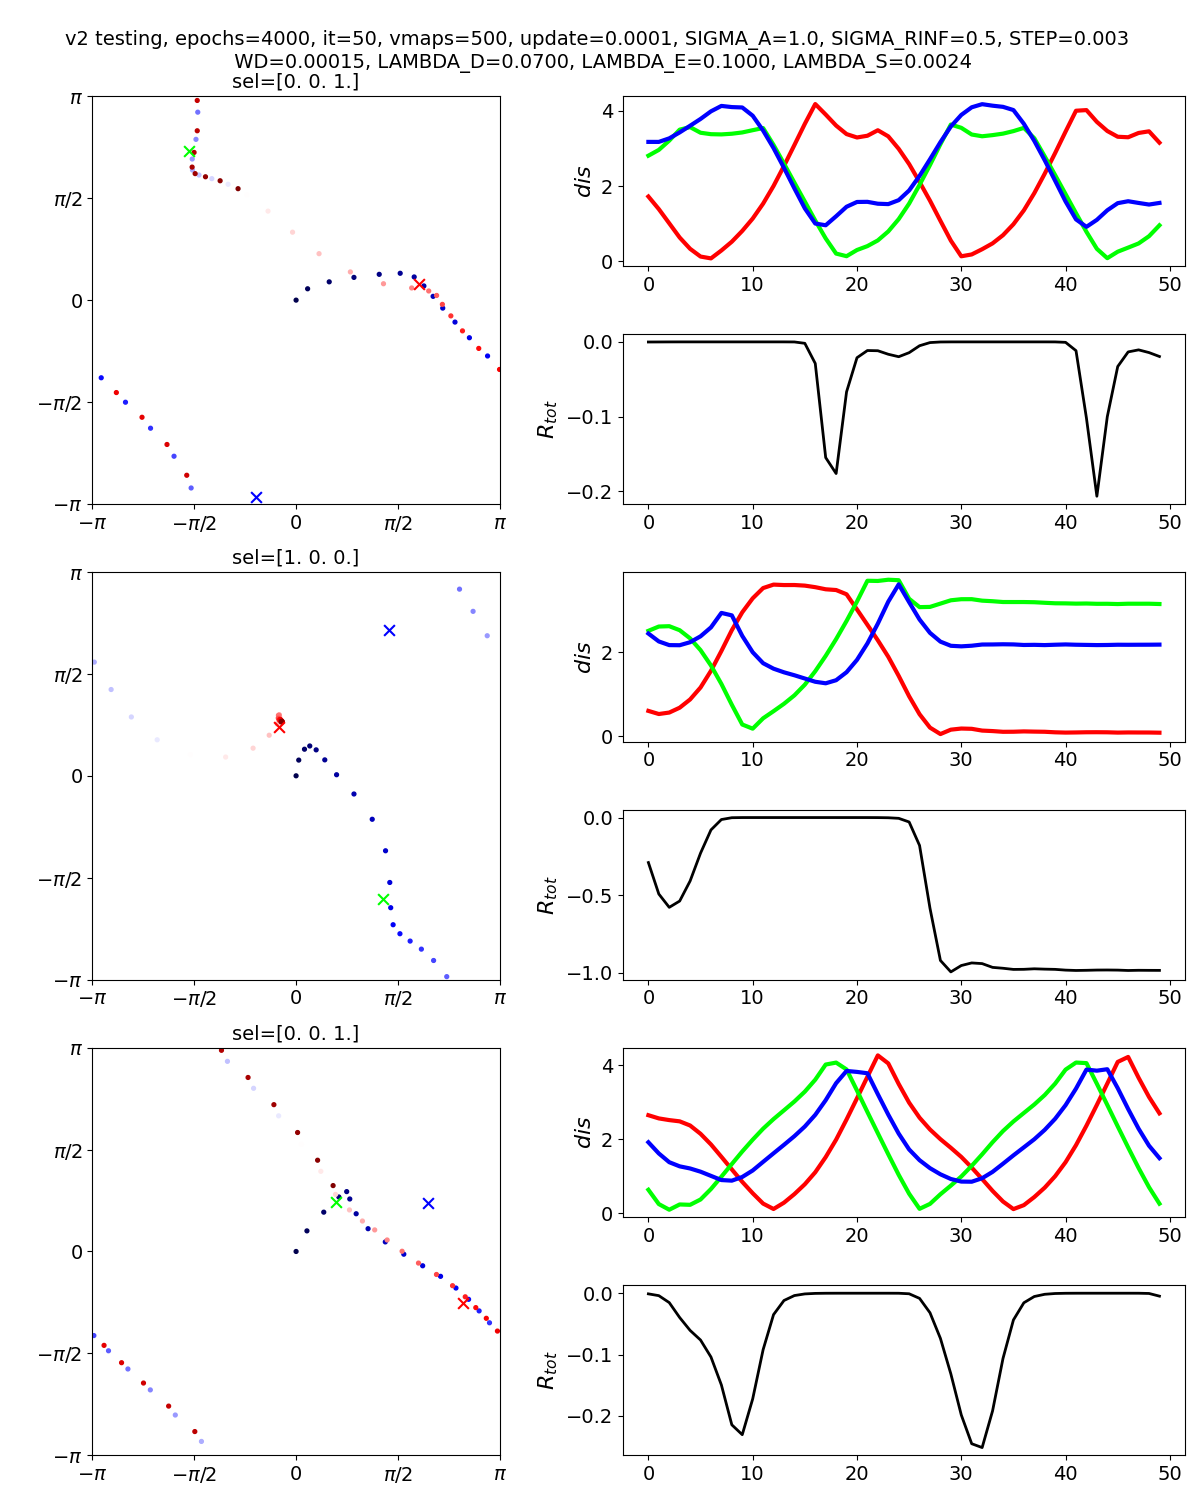 v2 testing, epochs=4000, it=50, vmaps=500, update=0.0001, SIGMA_A=1.0, SIGMA_RINF=0.5, STEP=0.003
WD=0.00015, LAMBDA_D=0.0700, LAMBDA_E=0.1000, LAMBDA_S=0.0024
sel=[0. 0. 1.]
π
π/2
0
−π/2
−π
−π −π/2 0 π/2 π
dis
4
2
0
0 10 20 30 40 50
R_tot
0.0
−0.1
−0.2
0 10 20 30 40 50
sel=[1. 0. 0.]
π
π/2
0
−π/2
−π
−π −π/2 0 π/2 π
dis
2
0
0 10 20 30 40 50
R_tot
0.0
−0.5
−1.0
0 10 20 30 40 50
sel=[0. 0. 1.]
π
π/2
0
−π/2
−π
−π −π/2 0 π/2 π
dis
4
2
0
0 10 20 30 40 50
R_tot
0.0
−0.1
−0.2
0 10 20 30 40 50